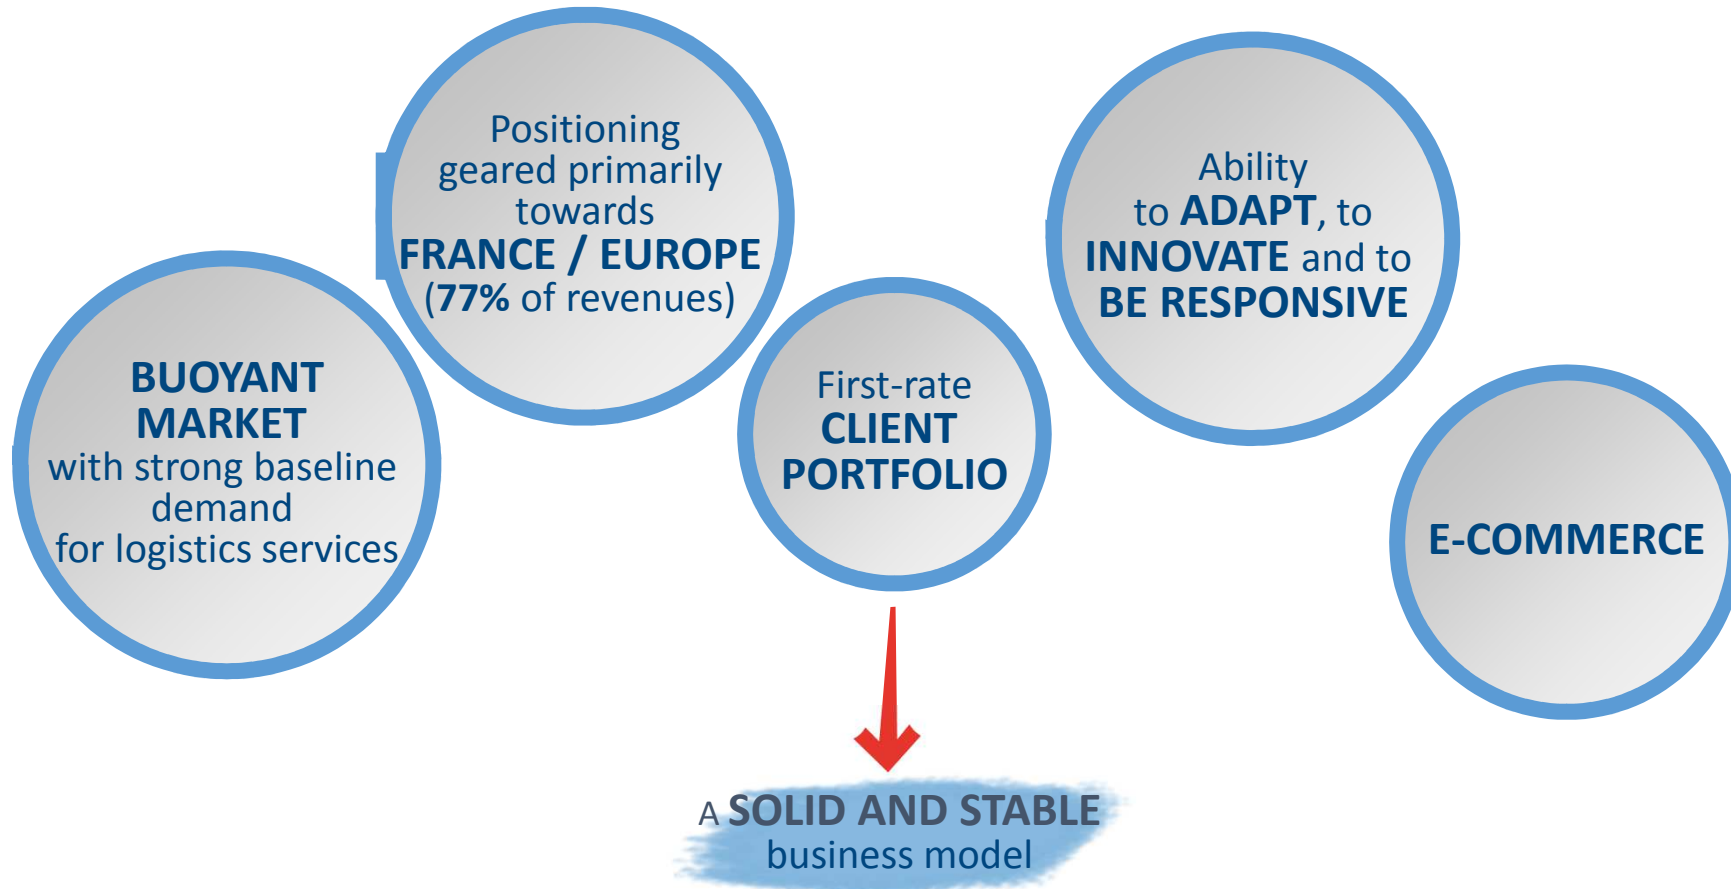 BUOYANT
MARKET
with strong baseline
demand
for logistics services
Positioning
geared primarily
towards
FRANCE / EUROPE
(77% of revenues)
First-rate
CLIENT
PORTFOLIO
Ability
to ADAPT, to
INNOVATE and to
BE RESPONSIVE
E-COMMERCE
A SOLID AND STABLE
business model